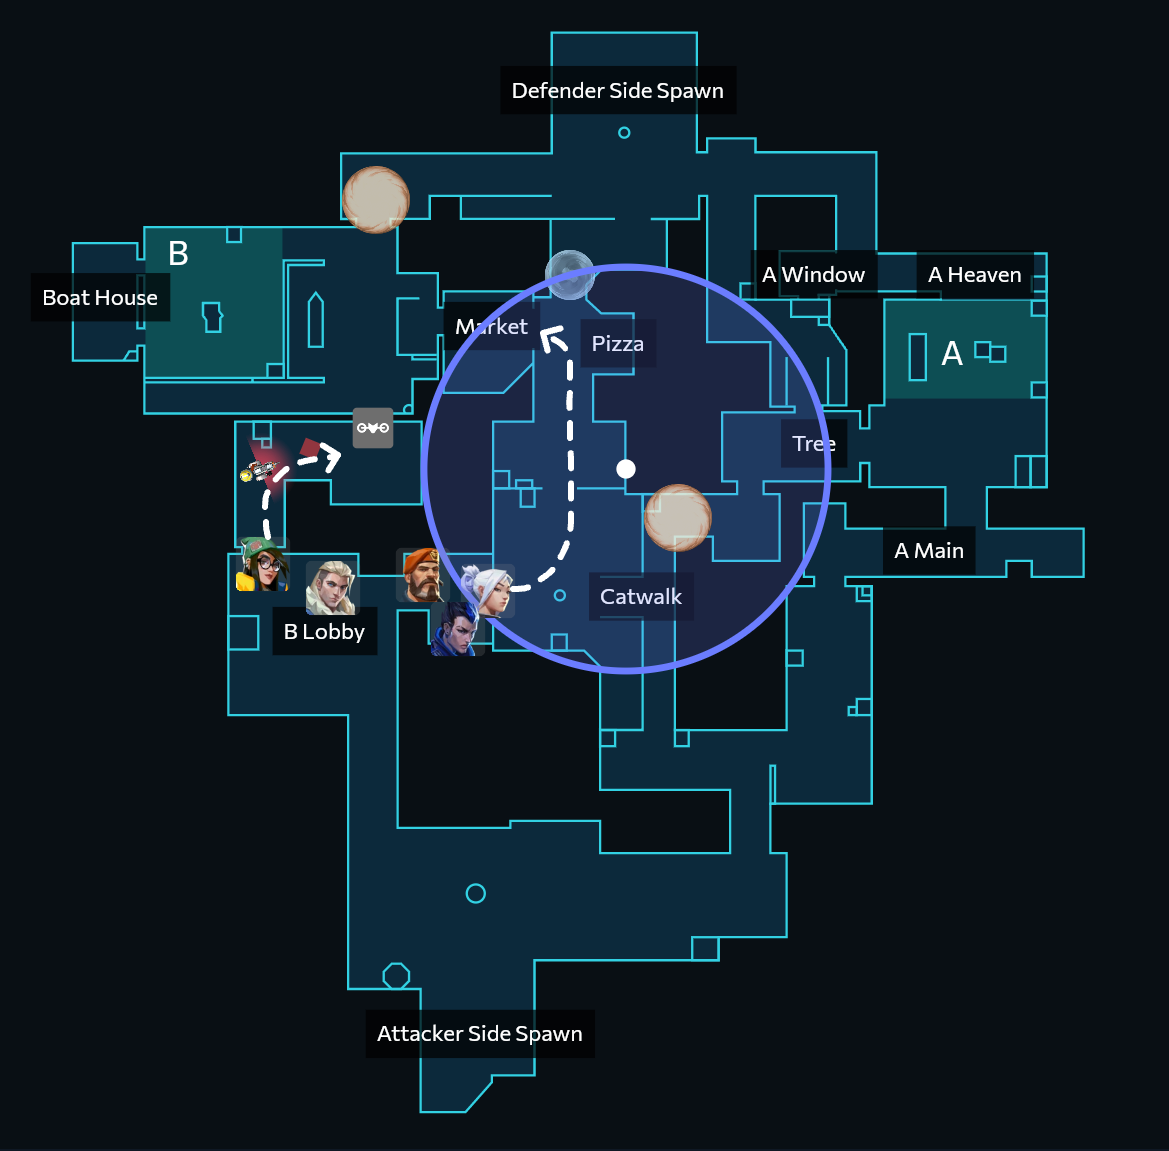 Defender Side Spawn
B
A Window
A Heaven
Boat House
Market
Pizza
A
Tree
A Main
Catwalk
B Lobby
Attacker Side Spawn